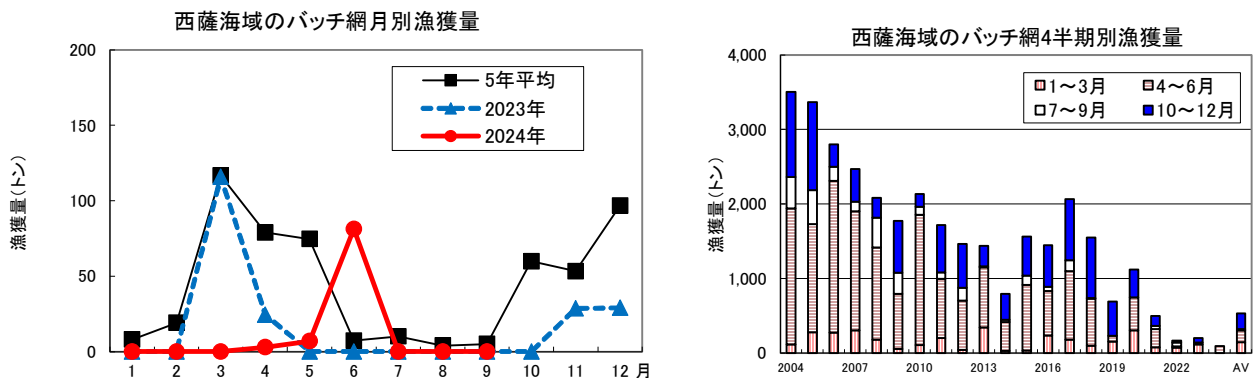 西薩海域のバッチ網月別漁獲量
200
150
100
50
0
漁獲量(トン)
5年平均
2023年
2024年
1 2 3 4 5 6 7 8 9 10 11 12 月
西薩海域のバッチ網4半期別漁獲量
4,000
3,000
2,000
1,000
0
漁獲量(トン)
1～3月 4～6月
7～9月 10～12月
2004 2007 2010 2013 2016 2019 2022 AV